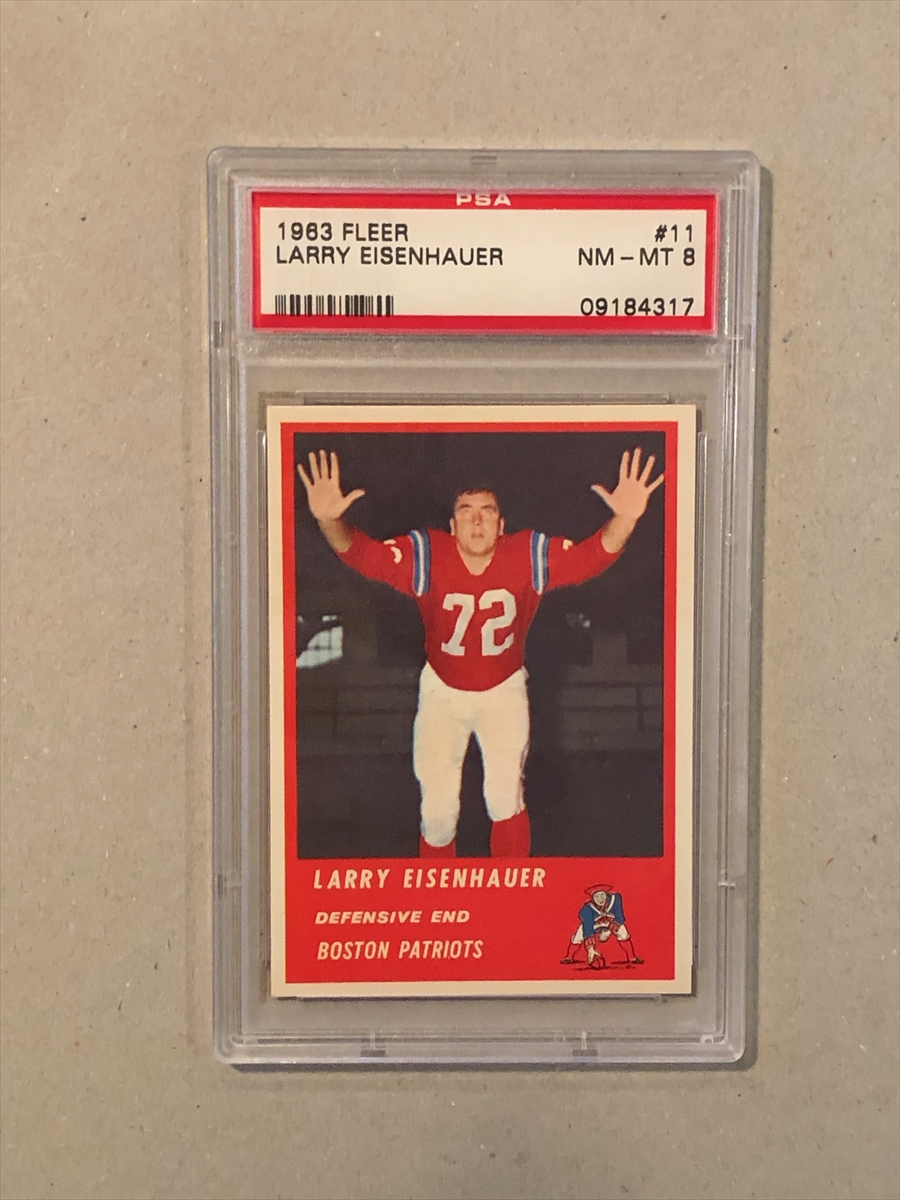 PSA
1963 FLEER #11
LARRY EISENHAUER NM-MT 8
09184317
72
LARRY EISENHAUER
DEFENSIVE END
BOSTON PATRIOTS